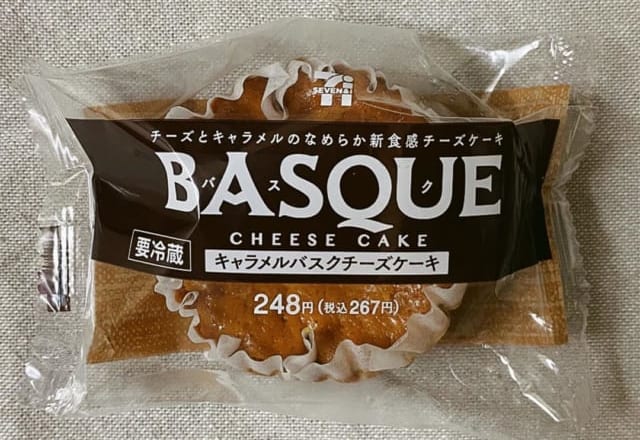 SEVEN&i
チーズとキャラメルのなめらか新食感チーズケーキ
BASQUE
バスク
CHEESE CAKE
要冷蔵
キャラメルバスクチーズケーキ
248円(税込267円)